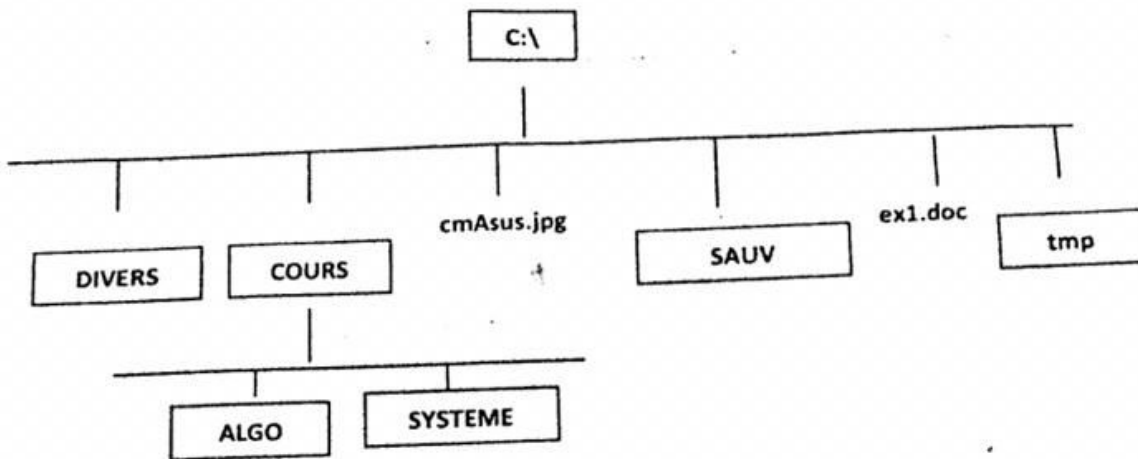 C:\
cmAsus.jpg
ex1.doc
DIVERS
COURS
SAUV
tmp
ALGO
SYSTEME